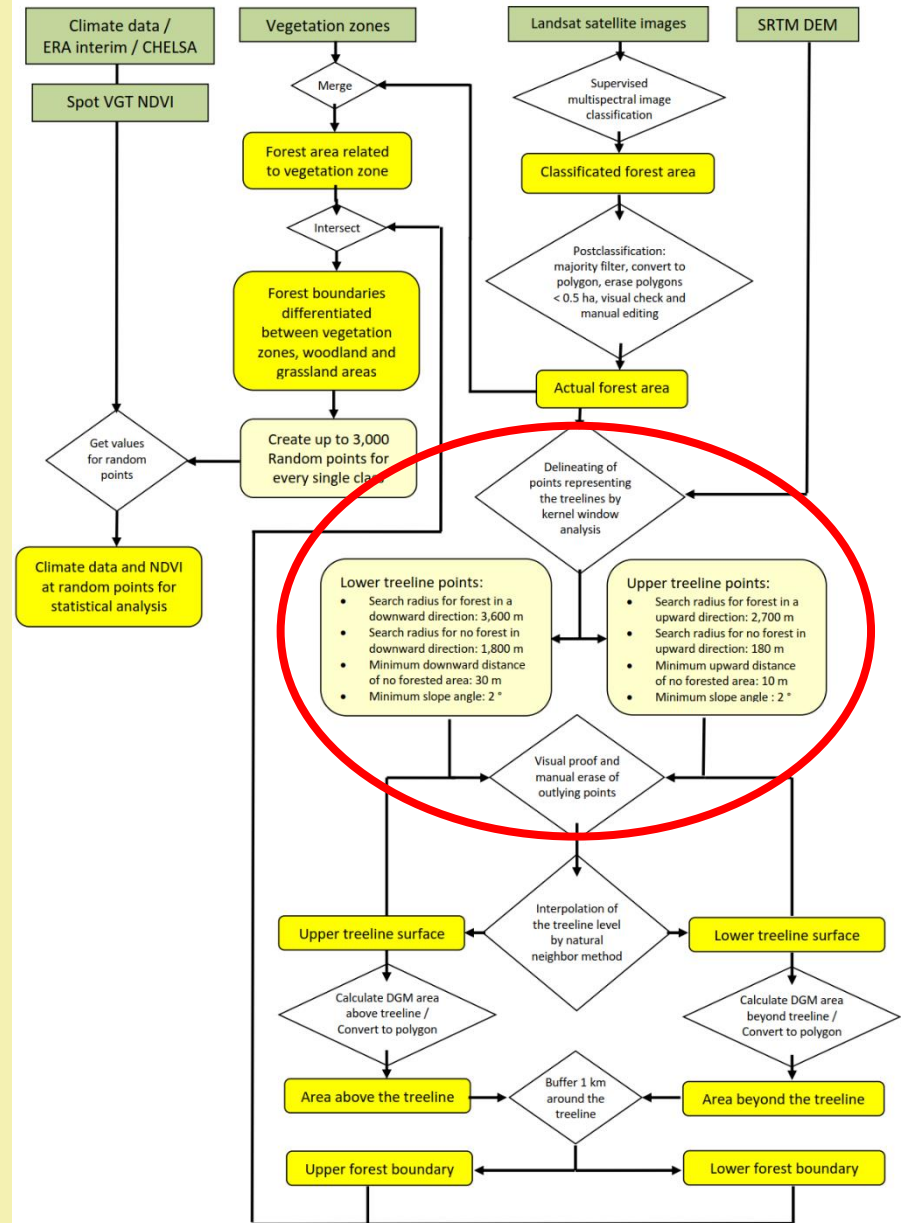 Climate data /
ERA interim / CHELSA
Spot VGT NDVI
Vegetation zones
Landsat satellite images
SRTM DEM
Merge
Supervised
multispectral image
classification
Forest area related
to vegetation zone
Classificated forest area
Intersect
Postclassification:
majority filter, convert to
polygon, erase polygons
< 0.5 ha, visual check and
manual editing
Forest boundaries
differentiated
between vegetation
zones, woodland and
grassland areas
Actual forest area
Get values
for random
points
Create up to 3,000
Random points for
every single class
Delineating of
points representing
the treelines by
kernel window
analysis
Climate data and NDVI
at random points for
statistical analysis
Lower treeline points:
• Search radius for forest in a
downward direction: 3,600 m
• Search radius for no forest in
downward direction: 1,800 m
• Minimum downward distance
of no forested area: 30 m
• Minimum slope angle: 2 °
Upper treeline points:
• Search radius for forest in a
upward direction: 2,700 m
• Search radius for no forest in
upward direction: 180 m
• Minimum upward distance
of no forested area: 10 m
• Minimum slope angle : 2 °
Visual proof and
manual erase of
outlying points
Interpolation of
the treeline level
by natural
neighbor method
Upper treeline surface
Lower treeline surface
Calculate DGM area
above treeline /
Convert to polygon
Calculate DGM area
beyond treeline /
Convert to polygon
Area above the treeline
Buffer 1 km
around the
treeline
Area beyond the treeline
Upper forest boundary
Lower forest boundary